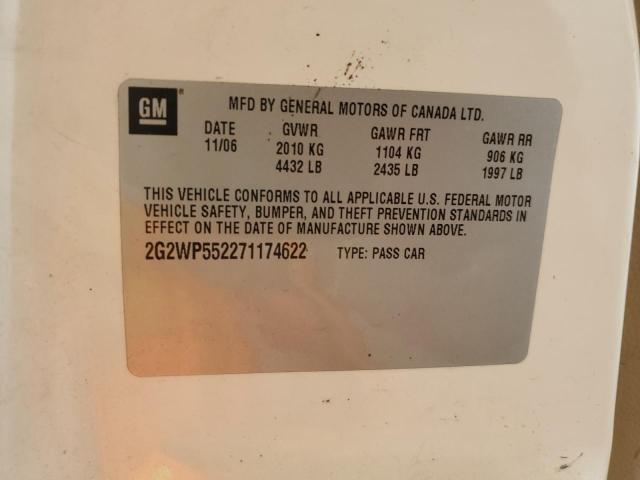 GM®
MFD BY GENERAL MOTORS OF CANADA LTD.
DATE GVWR GAWR FRT GAWR RR
11/06 2010 KG 1104 KG 906 KG
4432 LB 2435 LB 1997 LB
THIS VEHICLE CONFORMS TO ALL APPLICABLE U.S. FEDERAL MOTOR
VEHICLE SAFETY, BUMPER, AND THEFT PREVENTION STANDARDS IN
EFFECT ON THE DATE OF MANUFACTURE SHOWN ABOVE.
2G2WP552271174622 TYPE: PASS CAR